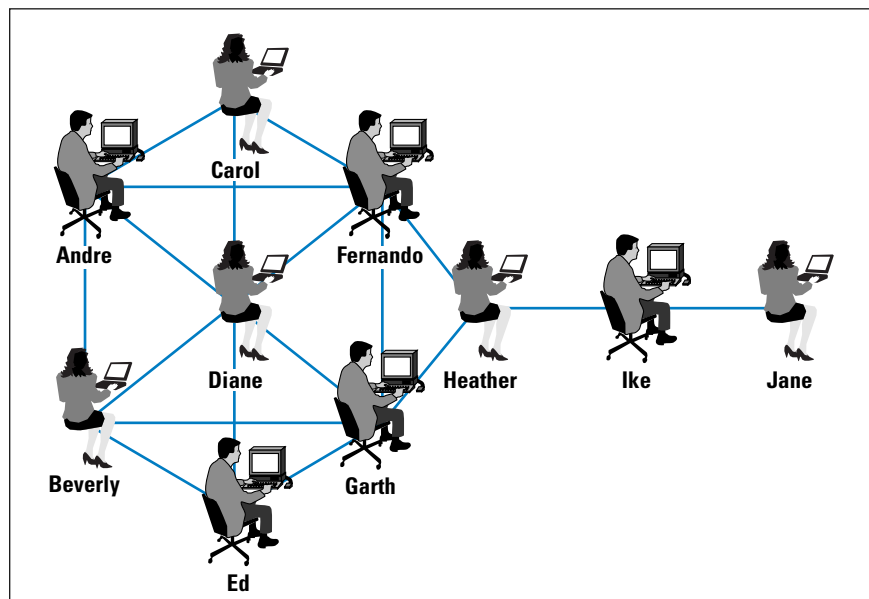 Carol
Andre
Fernando
Diane
Heather
Ike
Jane
Beverly
Garth
Ed